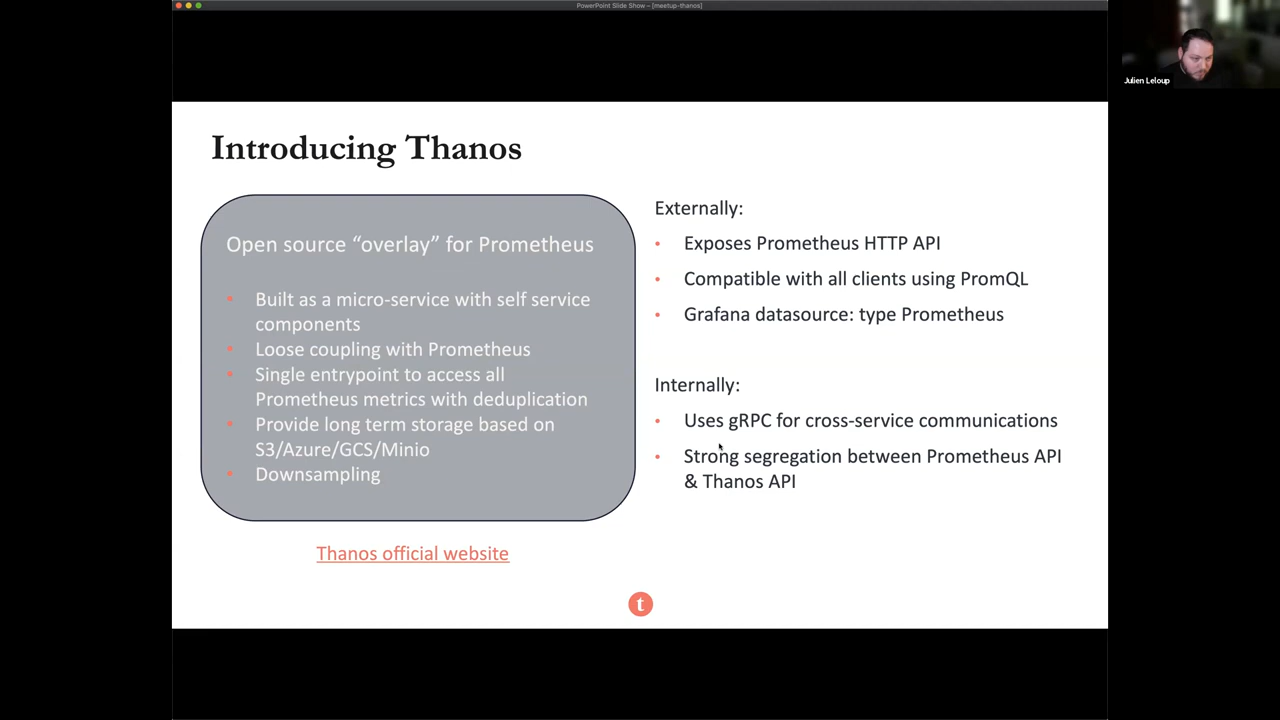 PowerPoint Slide Show - [meetup-thanos]
Julien Leloup
Introducing Thanos
Open source “overlay” for Prometheus
• Built as a micro-service with self service
components
• Loose coupling with Prometheus
• Single entrypoint to access all
Prometheus metrics with deduplication
• Provide long term storage based on
S3/Azure/GCS/Minio
• Downsampling
Thanos official website
Externally:
• Exposes Prometheus HTTP API
• Compatible with all clients using PromQL
• Grafana datasource: type Prometheus
Internally:
• Uses gRPC for cross-service communications
• Strong segregation between Prometheus API
& Thanos API
t